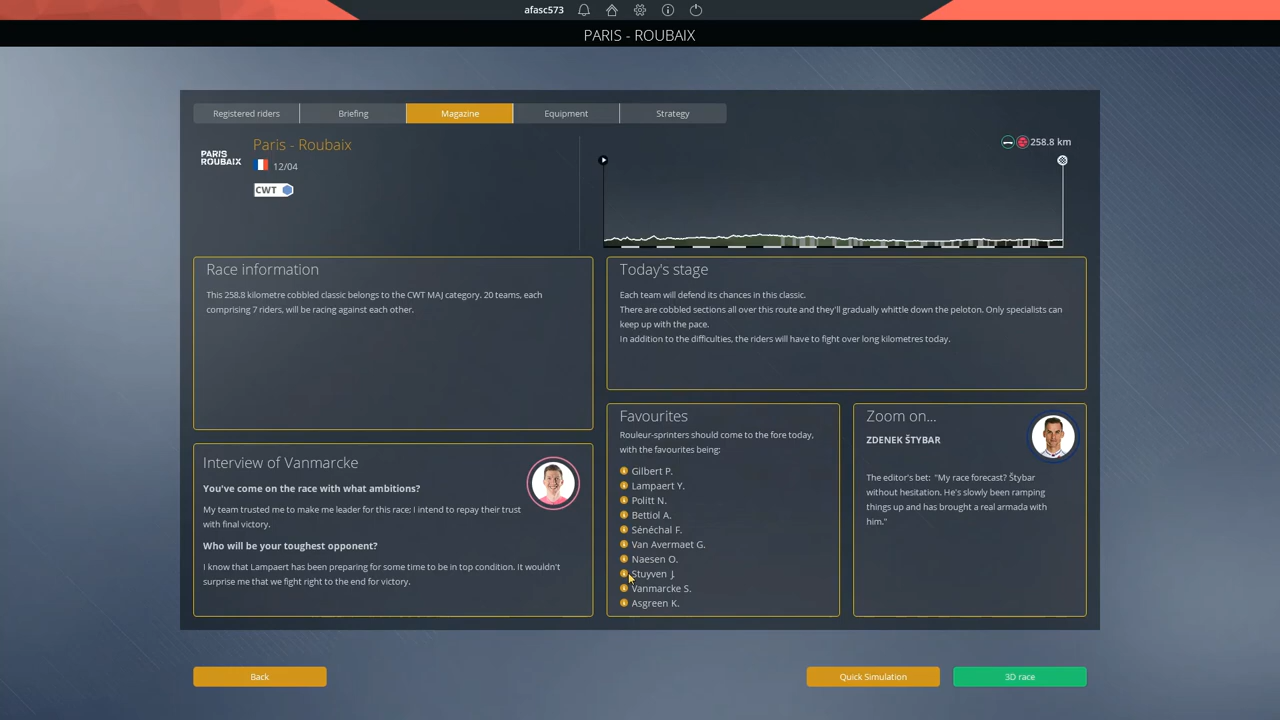 afasc573
PARIS - ROUBAIX
Registered riders
Briefing
Magazine
Equipment
Strategy
PARIS
ROUBAIX
Paris - Roubaix
12/04
CWT
258.8 km
Race information
This 258.8 kilometre cobbled classic belongs to the CWT MAJ category. 20 teams, each
comprising 7 riders, will be racing against each other.
Today's stage
Each team will defend its chances in this classic.
There are cobbled sections all over this route and they'll gradually whittle down the peloton. Only specialists can
keep up with the pace.
In addition to the difficulties, the riders will have to fight over long kilometres today.
Interview of Vanmarcke
You've come on the race with what ambitions?
My team trusted me to make me leader for this race; I intend to repay their trust
with final victory.
Who will be your toughest opponent?
I know that Lampaert has been preparing for some time to be in top condition. It wouldn't
surprise me that we fight right to the end for victory.
Favourites
Rouleur-sprinters should come to the fore today,
with the favourites being:
Gilbert P.
Lampaert Y.
Politt N.
Bettiol A.
Sénéchal F.
Van Avermaet G.
Naesen O.
Stuyven J.
Vanmarcke S.
Asgreen K.
Zoom on...
ZDENEK ŠTYBAR
The editor's bet: "My race forecast? Štybar
without hesitation. He's slowly been ramping
things up and has brought a real armada with
him."
Back
Quick Simulation
3D race